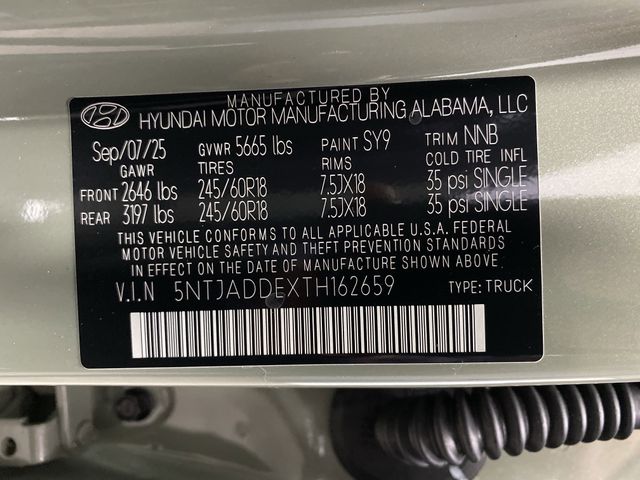 MANUFACTURED BY
HYUNDAI MOTOR MANUFACTURING ALABAMA, LLC
Sep/07/25 GVWR 5665 lbs PAINT SY9 TRIM NNB
GAWR TIRES RIMS COLD TIRE INFL
FRONT 2646 lbs 245/60R18 7.5JX18 35 psi SINGLE
REAR 3197 lbs 245/60R18 7.5JX18 35 psi SINGLE
THIS VEHICLE CONFORMS TO ALL APPLICABLE U.S.A. FEDERAL
MOTOR VEHICLE SAFETY AND THEFT PREVENTION STANDARDS
IN EFFECT ON THE DATE OF MANUFACTURE SHOWN ABOVE
V.I.N 5NTJADDEXTH162659 TYPE: TRUCK